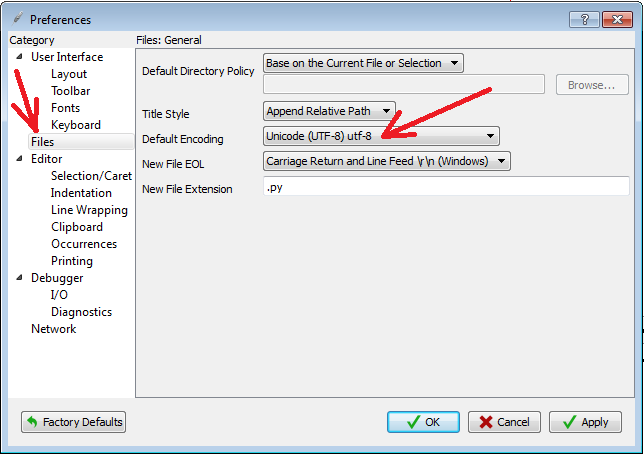 Preferences
?
Category
Files: General
User Interface
Layout
Toolbar
Fonts
Keyboard
Files
Editor
Selection/Caret
Indentation
Line Wrapping
Clipboard
Occurrences
Printing
Debugger
I/O
Diagnostics
Network
Default Directory Policy
Base on the Current File or Selection
Browse...
Title Style
Append Relative Path
Default Encoding
Unicode (UTF-8) utf-8
New File EOL
Carriage Return and Line Feed \r\n (Windows)
New File Extension
.py
Factory Defaults
OK
Cancel
Apply